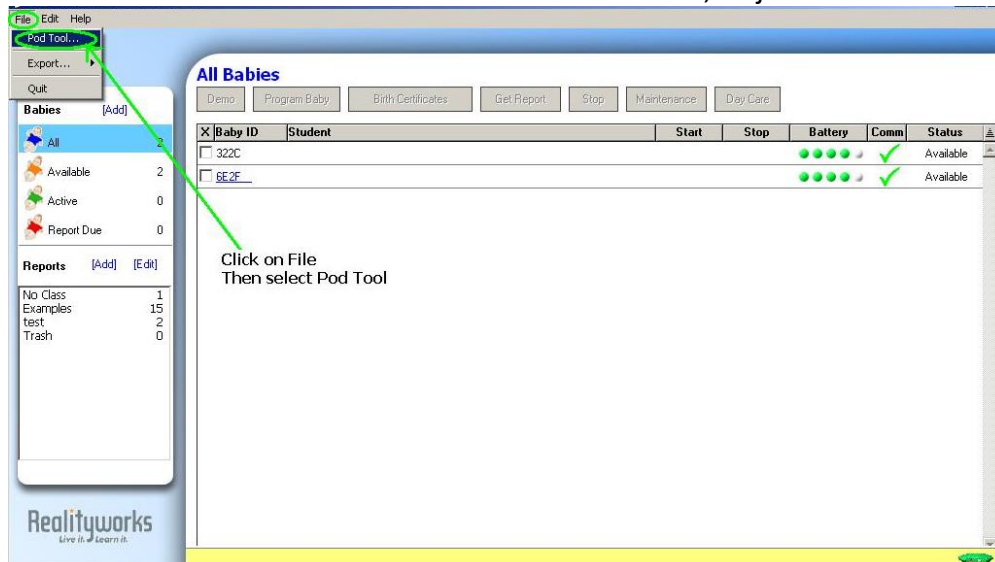 File Edit Help
Pod Tool...
Export...
Quit
Babies [Add]
All 2
Available 2
Active 0
Report Due 0
Reports [Add] [Edit]
No Class 1
Examples 15
test 2
Trash 0
Realityworks
Live it. Learn it.
All Babies
Demo Program Baby Birth Certificates Get Report Stop Maintenance Day Care
X Baby ID Student Start Stop Battery Comm Status
322C Available
6E2F Available
Click on File
Then select Pod Tool